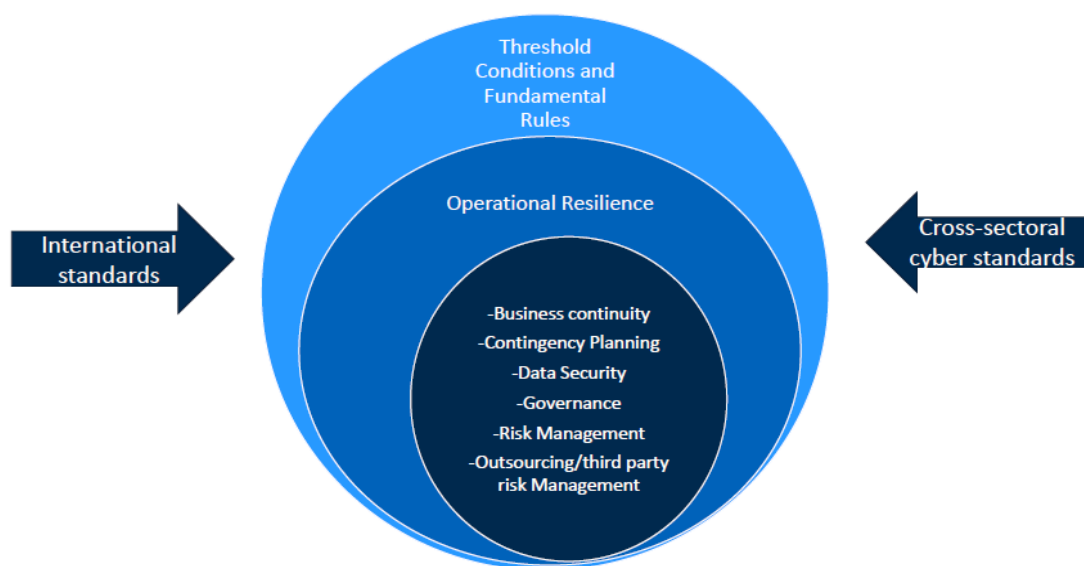 Threshold
Conditions and
Fundamental
Rules
Operational Resilience
International
standards
Cross-sectoral
cyber standards
-Business continuity
-Contingency Planning
-Data Security
-Governance
-Risk Management
-Outsourcing/third party
risk Management